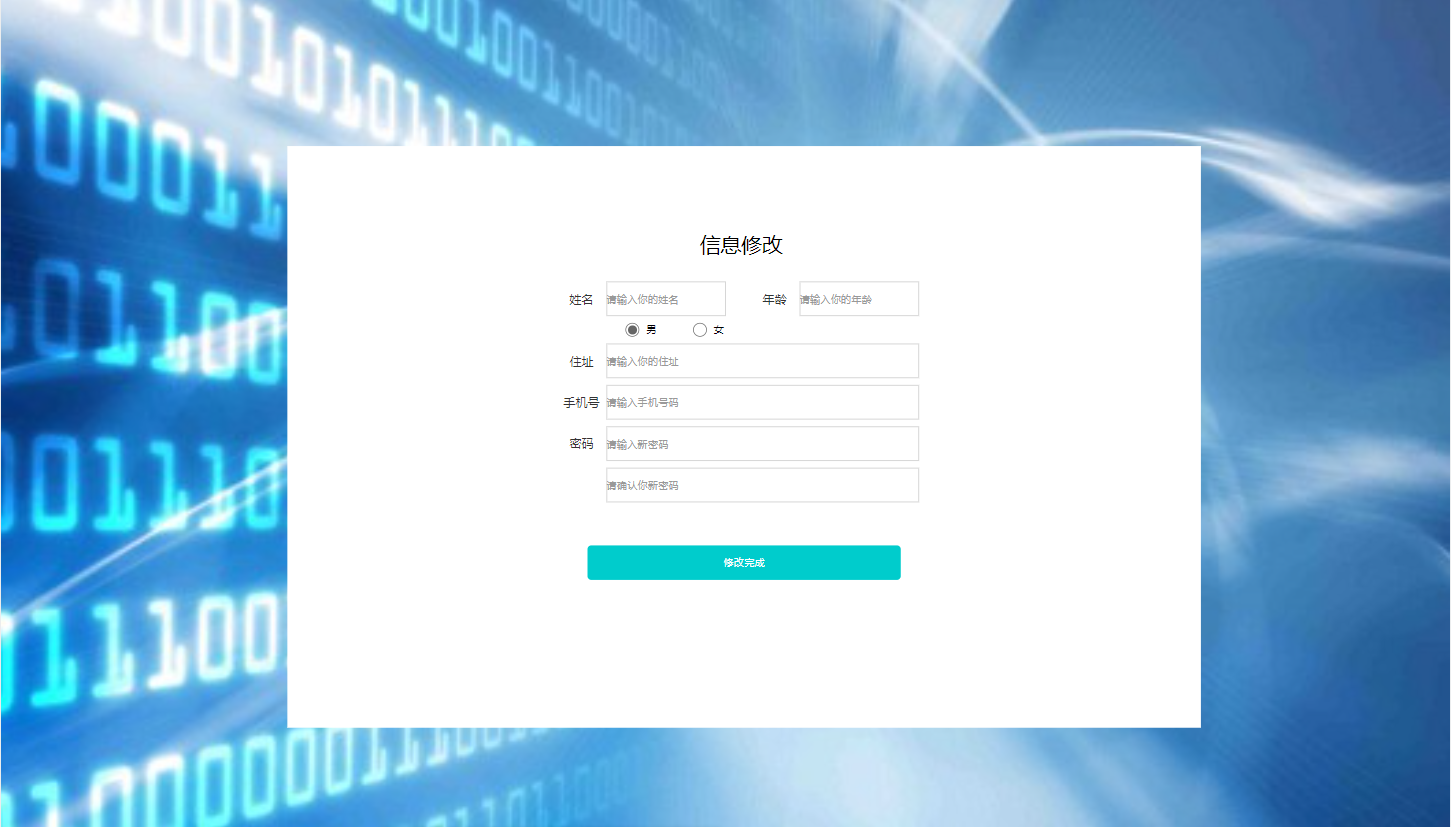 信息修改
姓名 请输入你的姓名 年龄 请输入你的年龄
男 女
住址 请输入你的住址
手机号 请输入手机号码
密码 请输入新密码
请确认你新密码
修改完成